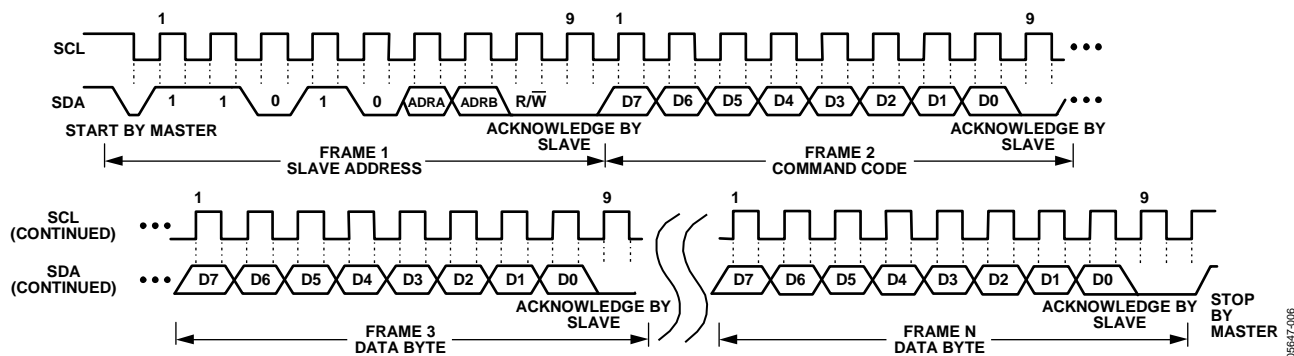 1 9 1 9
SCL
SDA 1 1 0 1 0 ADRA ADRB R/W̅ D7 D6 D5 D4 D3 D2 D1 D0
START BY MASTER ACKNOWLEDGE BY SLAVE ACKNOWLEDGE BY SLAVE
FRAME 1 SLAVE ADDRESS FRAME 2 COMMAND CODE
1 9 1 9
SCL (CONTINUED)
SDA (CONTINUED) D7 D6 D5 D4 D3 D2 D1 D0 D7 D6 D5 D4 D3 D2 D1 D0
ACKNOWLEDGE BY SLAVE ACKNOWLEDGE BY SLAVE STOP BY MASTER
FRAME 3 DATA BYTE FRAME N DATA BYTE
05647-006